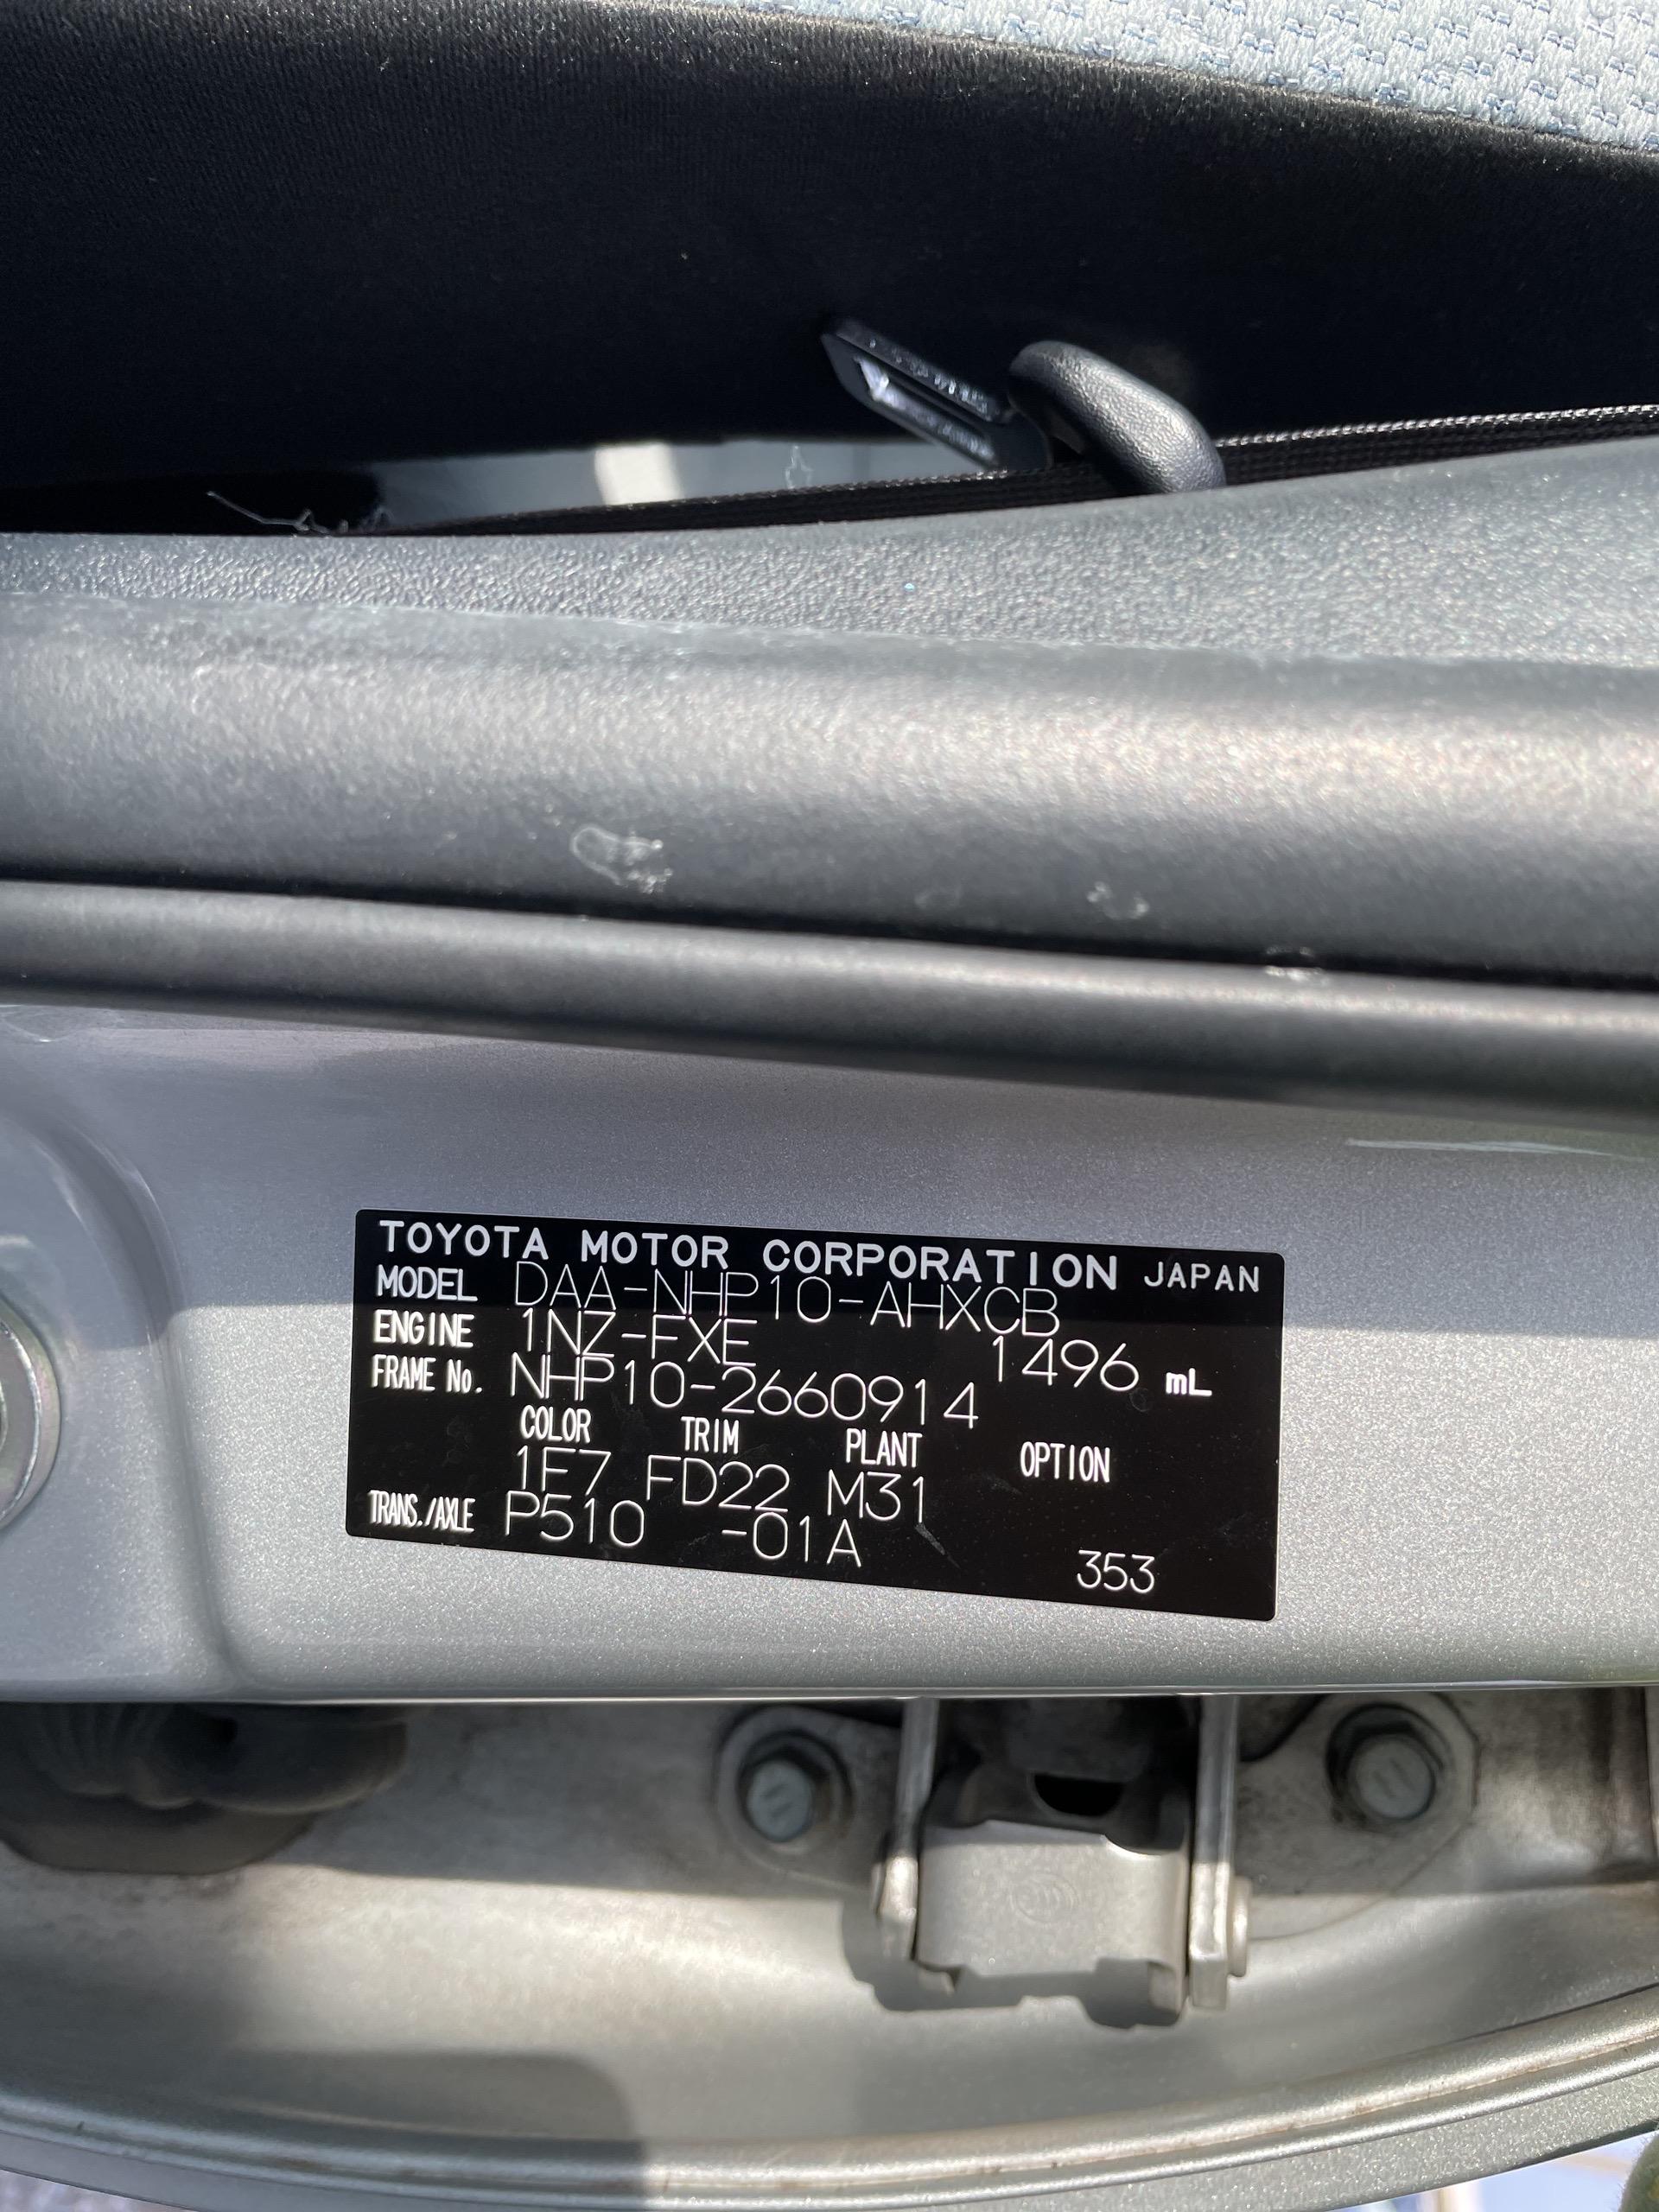 TOYOTA MOTOR CORPORATION JAPAN
MODEL DAA-NHP10-AHXCB
ENGINE 1NZ-FXE 1496 mL
FRAME No. NHP10-2660914
COLOR TRIM PLANT OPTION
1F7 FD22 M31
TRANS./AXLE P510 -01A
353